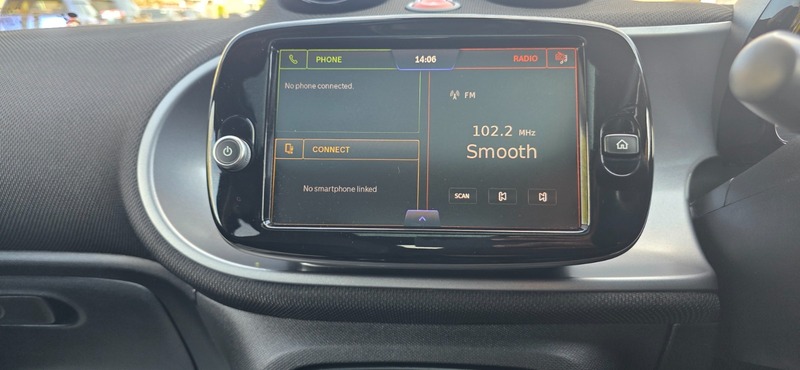 PHONE
14:06
RADIO
No phone connected.
FM
102.2 MHz
Smooth
CONNECT
No smartphone linked
SCAN